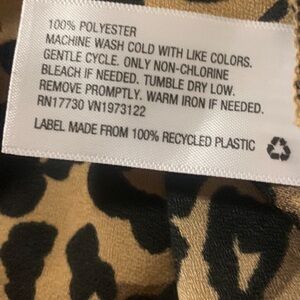 100% POLYESTER
MACHINE WASH COLD WITH LIKE COLORS.
GENTLE CYCLE. ONLY NON-CHLORINE
BLEACH IF NEEDED. TUMBLE DRY LOW.
REMOVE PROMPTLY. WARM IRON IF NEEDED.
RN17730 VN1973122
LABEL MADE FROM 100% RECYCLED PLASTIC